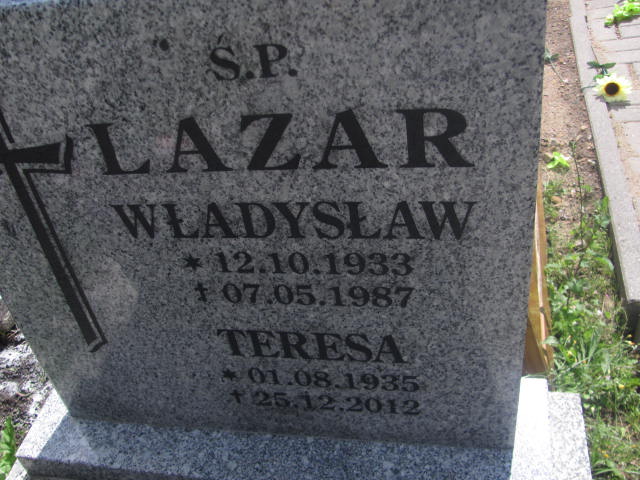 Ś.P.
LAZAR
WŁADYSŁAW
* 12.10.1933
† 07.05.1987
TERESA
* 01.08.1935
† 25.12.2012